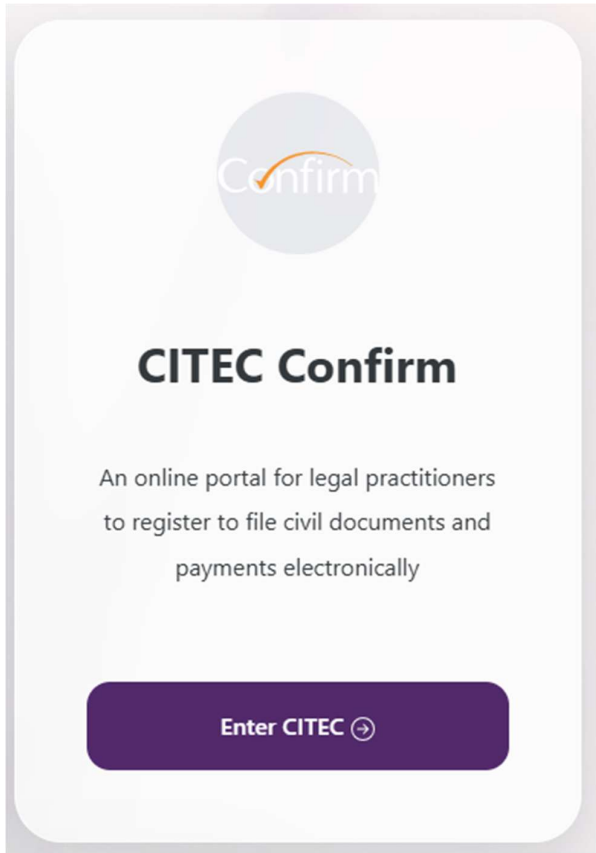 Confirm
CITEC Confirm
An online portal for legal practitioners
to register to file civil documents and
payments electronically
Enter CITEC